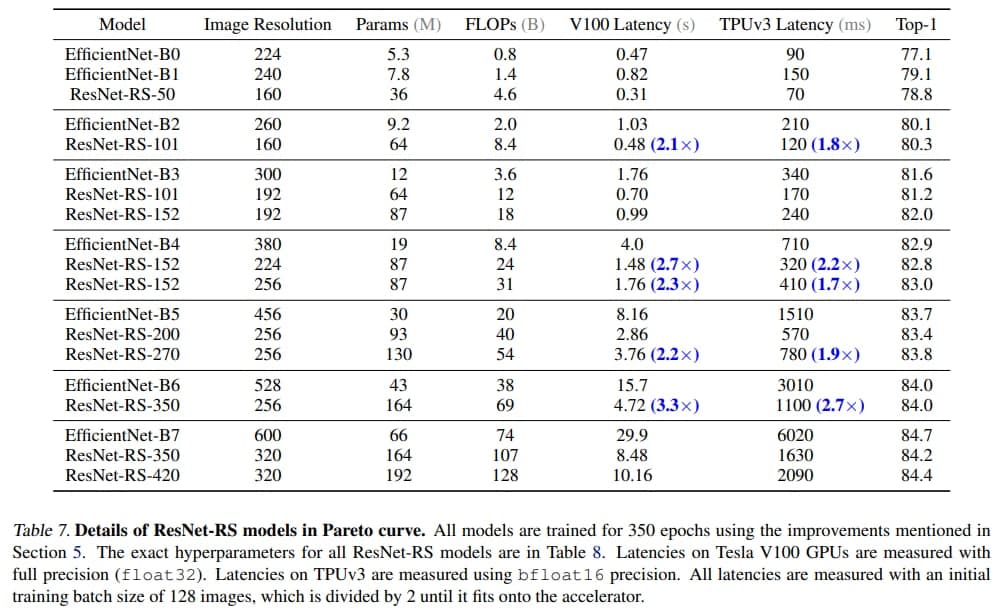 Model Image Resolution Params (M) FLOPs (B) V100 Latency (s) TPUv3 Latency (ms) Top-1
EfficientNet-B0 224 5.3 0.8 0.47 90 77.1
EfficientNet-B1 240 7.8 1.4 0.82 150 79.1
ResNet-RS-50 160 36 4.6 0.31 70 78.8
EfficientNet-B2 260 9.2 2.0 1.03 210 80.1
ResNet-RS-101 160 64 8.4 0.48 (2.1×) 120 (1.8×) 80.3
EfficientNet-B3 300 12 3.6 1.76 340 81.6
ResNet-RS-101 192 64 12 0.70 170 81.2
ResNet-RS-152 192 87 18 0.99 240 82.0
EfficientNet-B4 380 19 8.4 4.0 710 82.9
ResNet-RS-152 224 87 24 1.48 (2.7×) 320 (2.2×) 82.8
ResNet-RS-152 256 87 31 1.76 (2.3×) 410 (1.7×) 83.0
EfficientNet-B5 456 30 20 8.16 1510 83.7
ResNet-RS-200 256 93 40 2.86 570 83.4
ResNet-RS-270 256 130 54 3.76 (2.2×) 780 (1.9×) 83.8
EfficientNet-B6 528 43 38 15.7 3010 84.0
ResNet-RS-350 256 164 69 4.72 (3.3×) 1100 (2.7×) 84.0
EfficientNet-B7 600 66 74 29.9 6020 84.7
ResNet-RS-350 320 164 107 8.48 1630 84.2
ResNet-RS-420 320 192 128 10.16 2090 84.4
Table 7. Details of ResNet-RS models in Pareto curve. All models are trained for 350 epochs using the improvements mentioned in
Section 5. The exact hyperparameters for all ResNet-RS models are in Table 8. Latencies on Tesla V100 GPUs are measured with
full precision (float32). Latencies on TPUv3 are measured using bfloat16 precision. All latencies are measured with an initial
training batch size of 128 images, which is divided by 2 until it fits onto the accelerator.